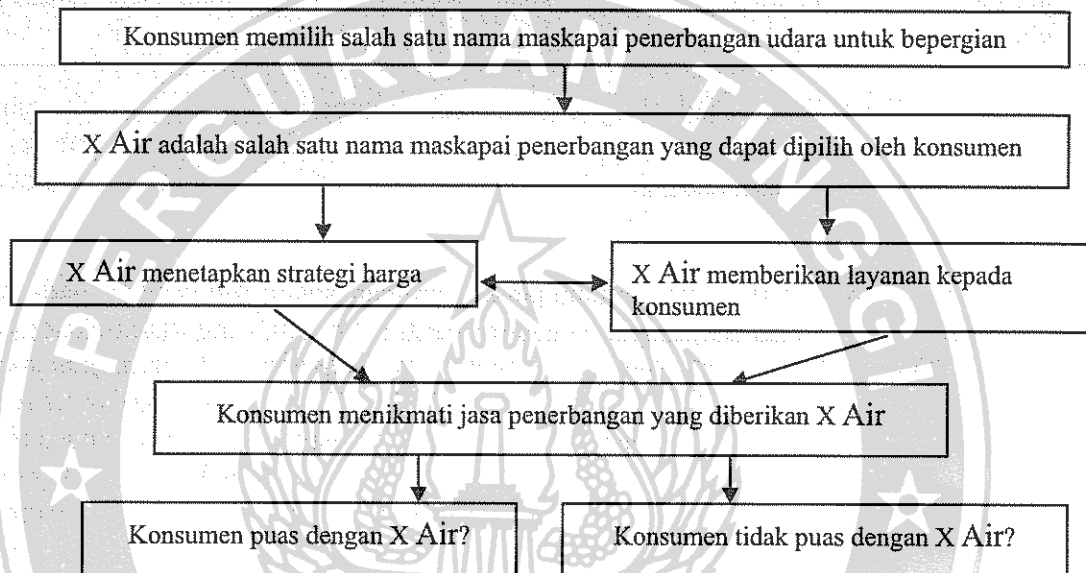 Konsumen memilih salah satu nama maskapai penerbangan udara untuk bepergian
X Air adalah salah satu nama maskapai penerbangan yang dapat dipilih oleh konsumen
X Air menetapkan strategi harga
X Air memberikan layanan kepada
konsumen
Konsumen menikmati jasa penerbangan yang diberikan X Air
Konsumen puas dengan X Air?
Konsumen tidak puas dengan X Air?
PERGURUAN TINGGI